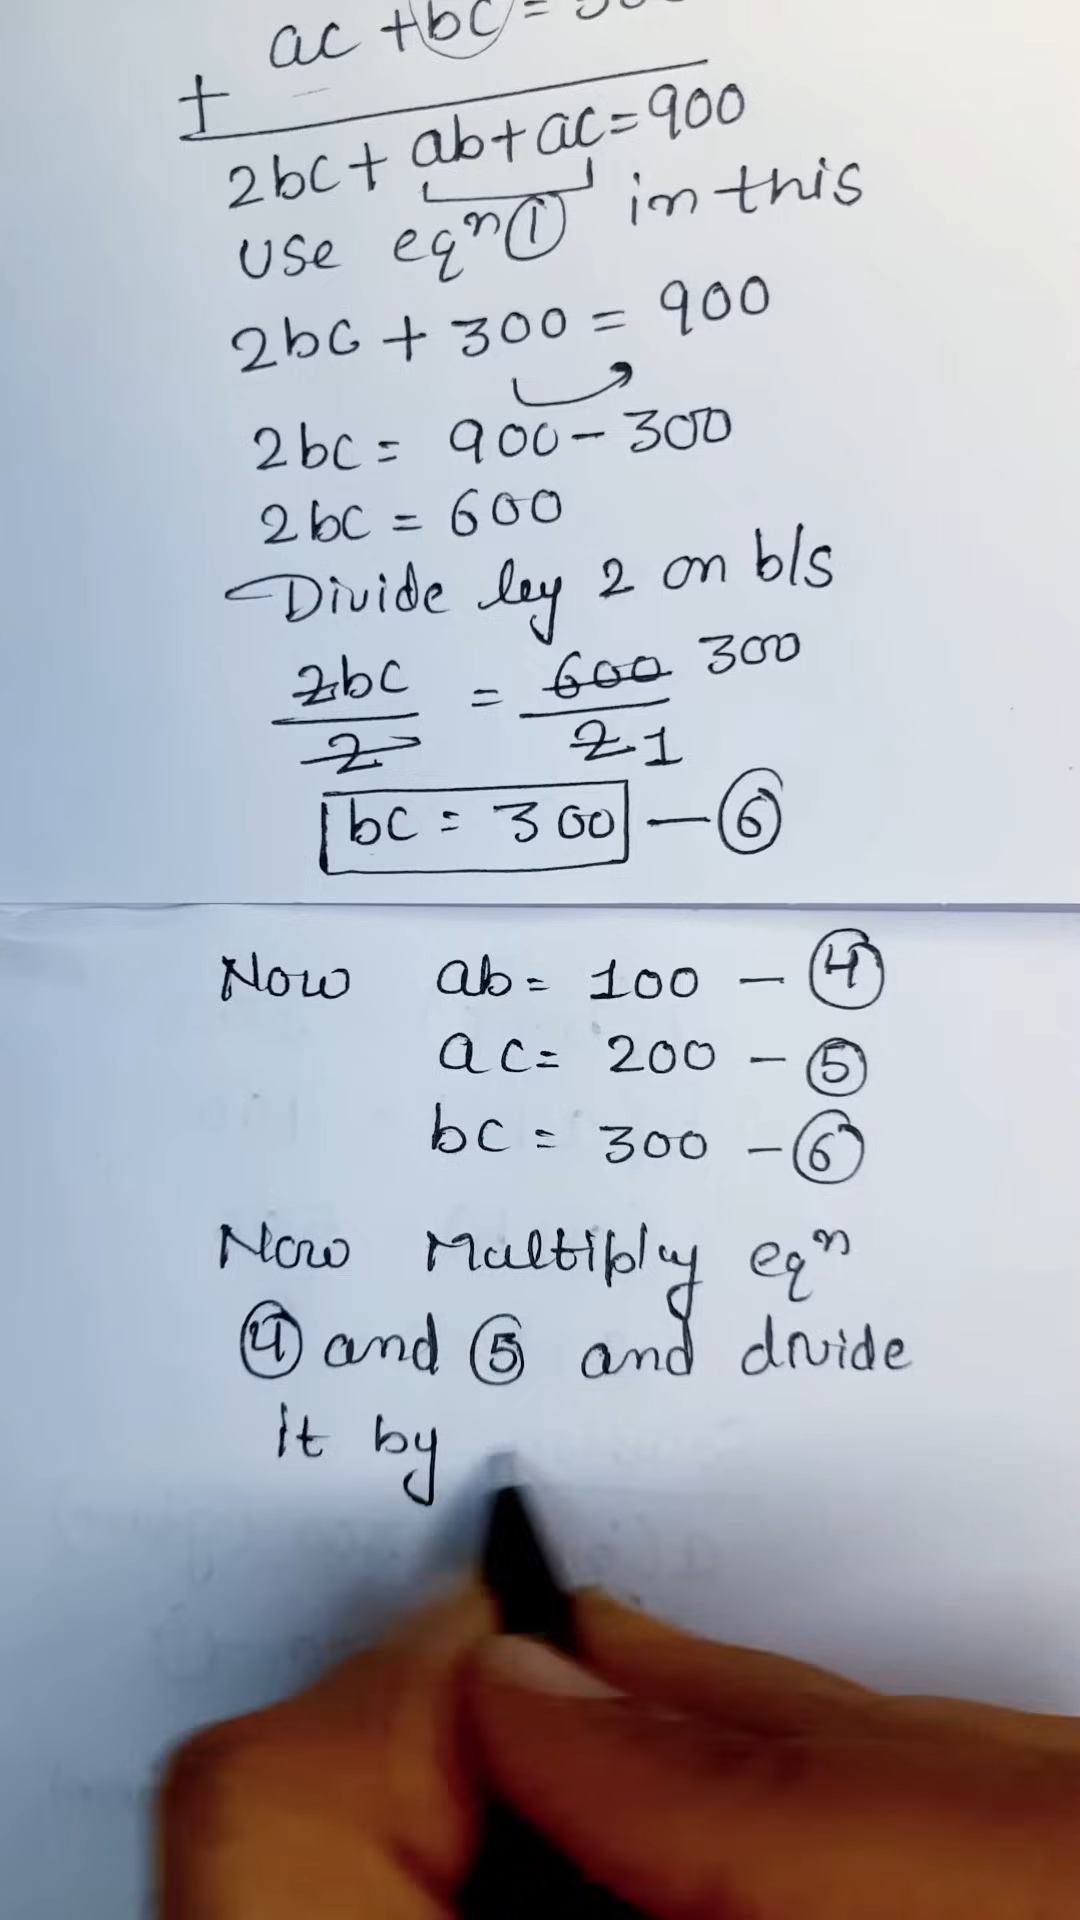 ac + bc =
+
2bc + ab + ac = 900
use eqⁿ ① in this
2bc + 300 = 900
2bc = 900 - 300
2bc = 600
Divide by 2 on b/s
2bc = 600 300
2 2 1
bc = 300 - ⑥
Now ab = 100 - ④
ac = 200 - ⑤
bc = 300 - ⑥
Now Multiply eqⁿ
④ and ⑤ and divide
it by